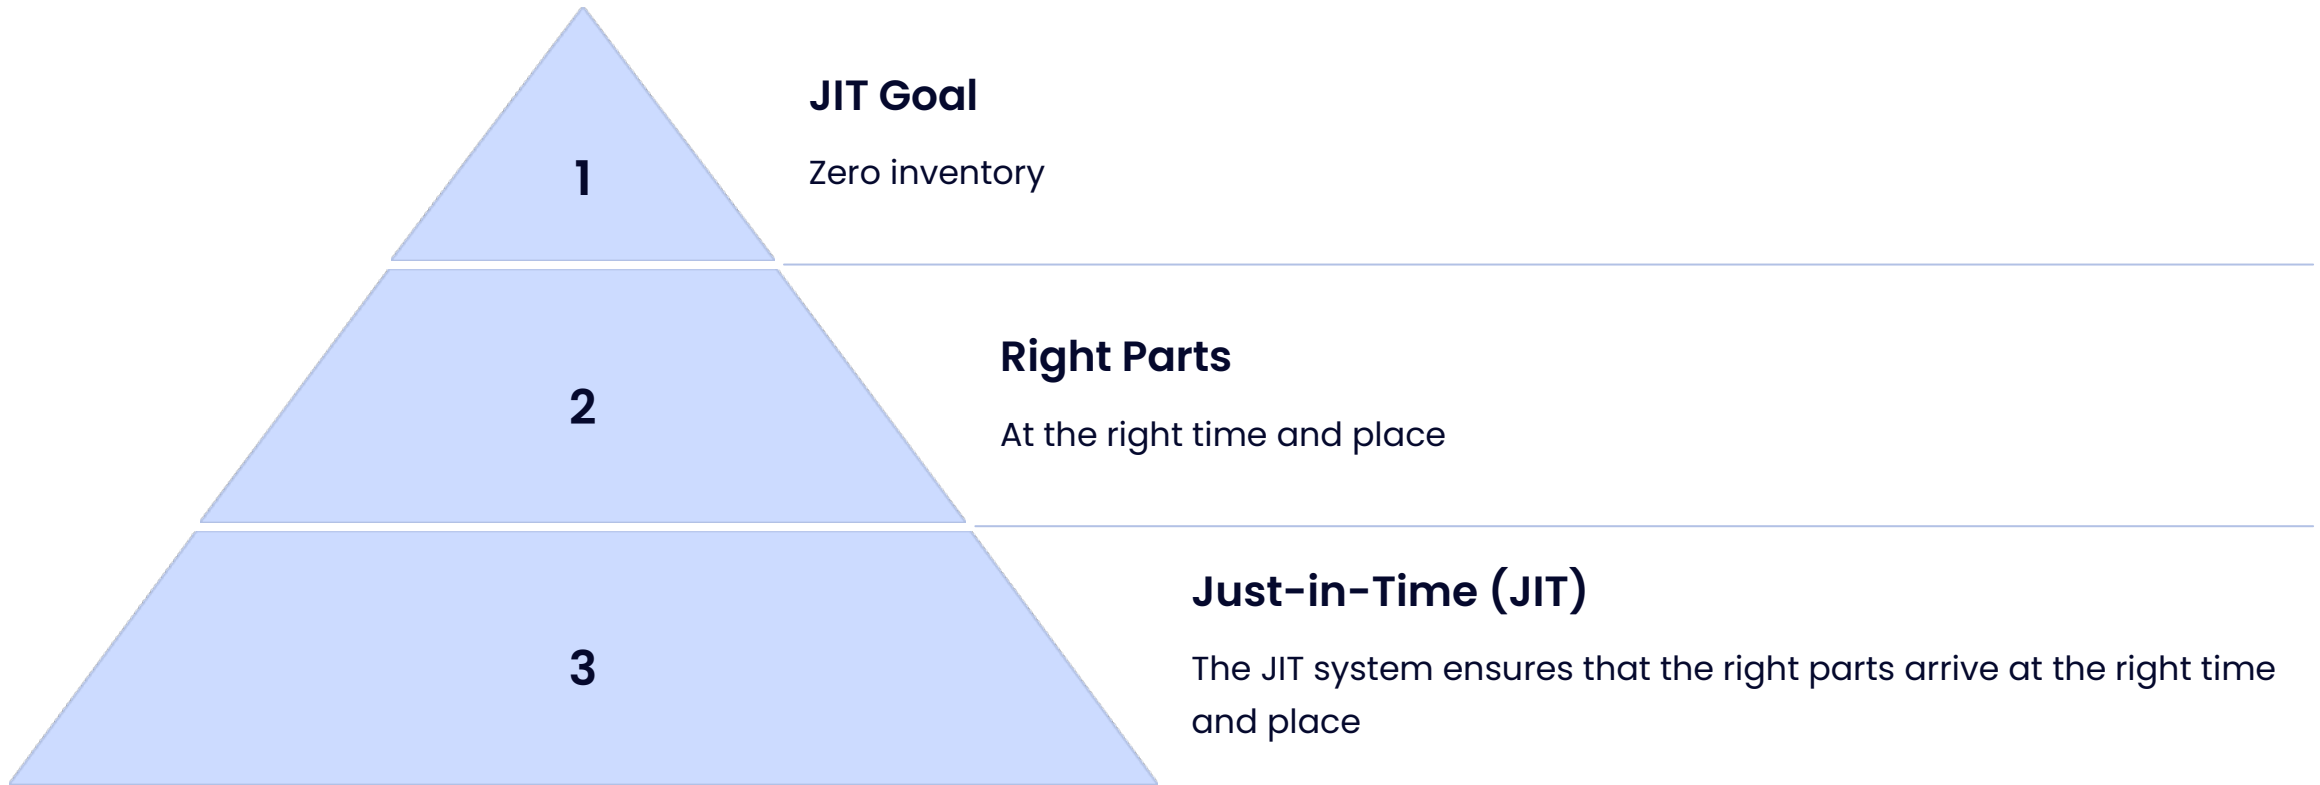 1
JIT Goal
Zero inventory
2
Right Parts
At the right time and place
3
Just-in-Time (JIT)
The JIT system ensures that the right parts arrive at the right time
and place